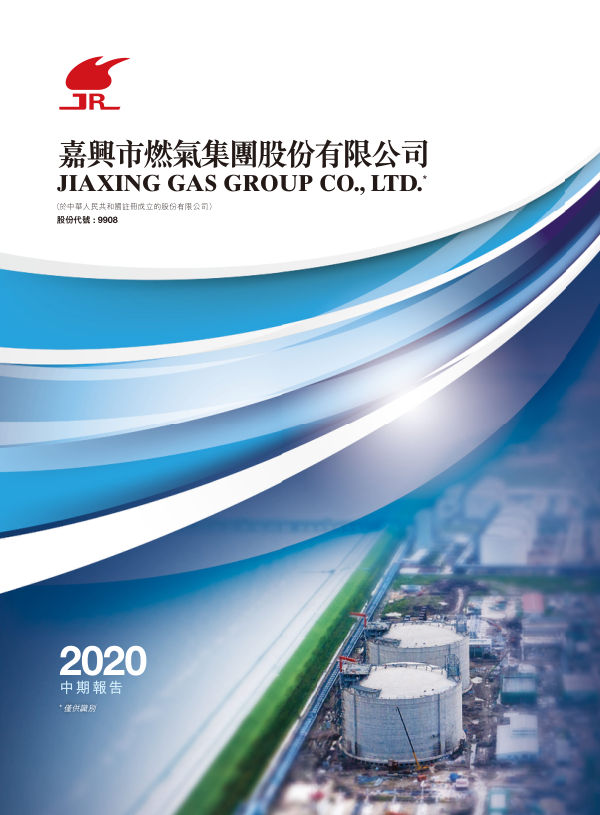 JR
嘉興市燃氣集團股份有限公司
JIAXING GAS GROUP CO., LTD.*
(於中華人民共和國註冊成立的股份有限公司)
股份代號 : 9908
2020
中期報告
* 僅供識別